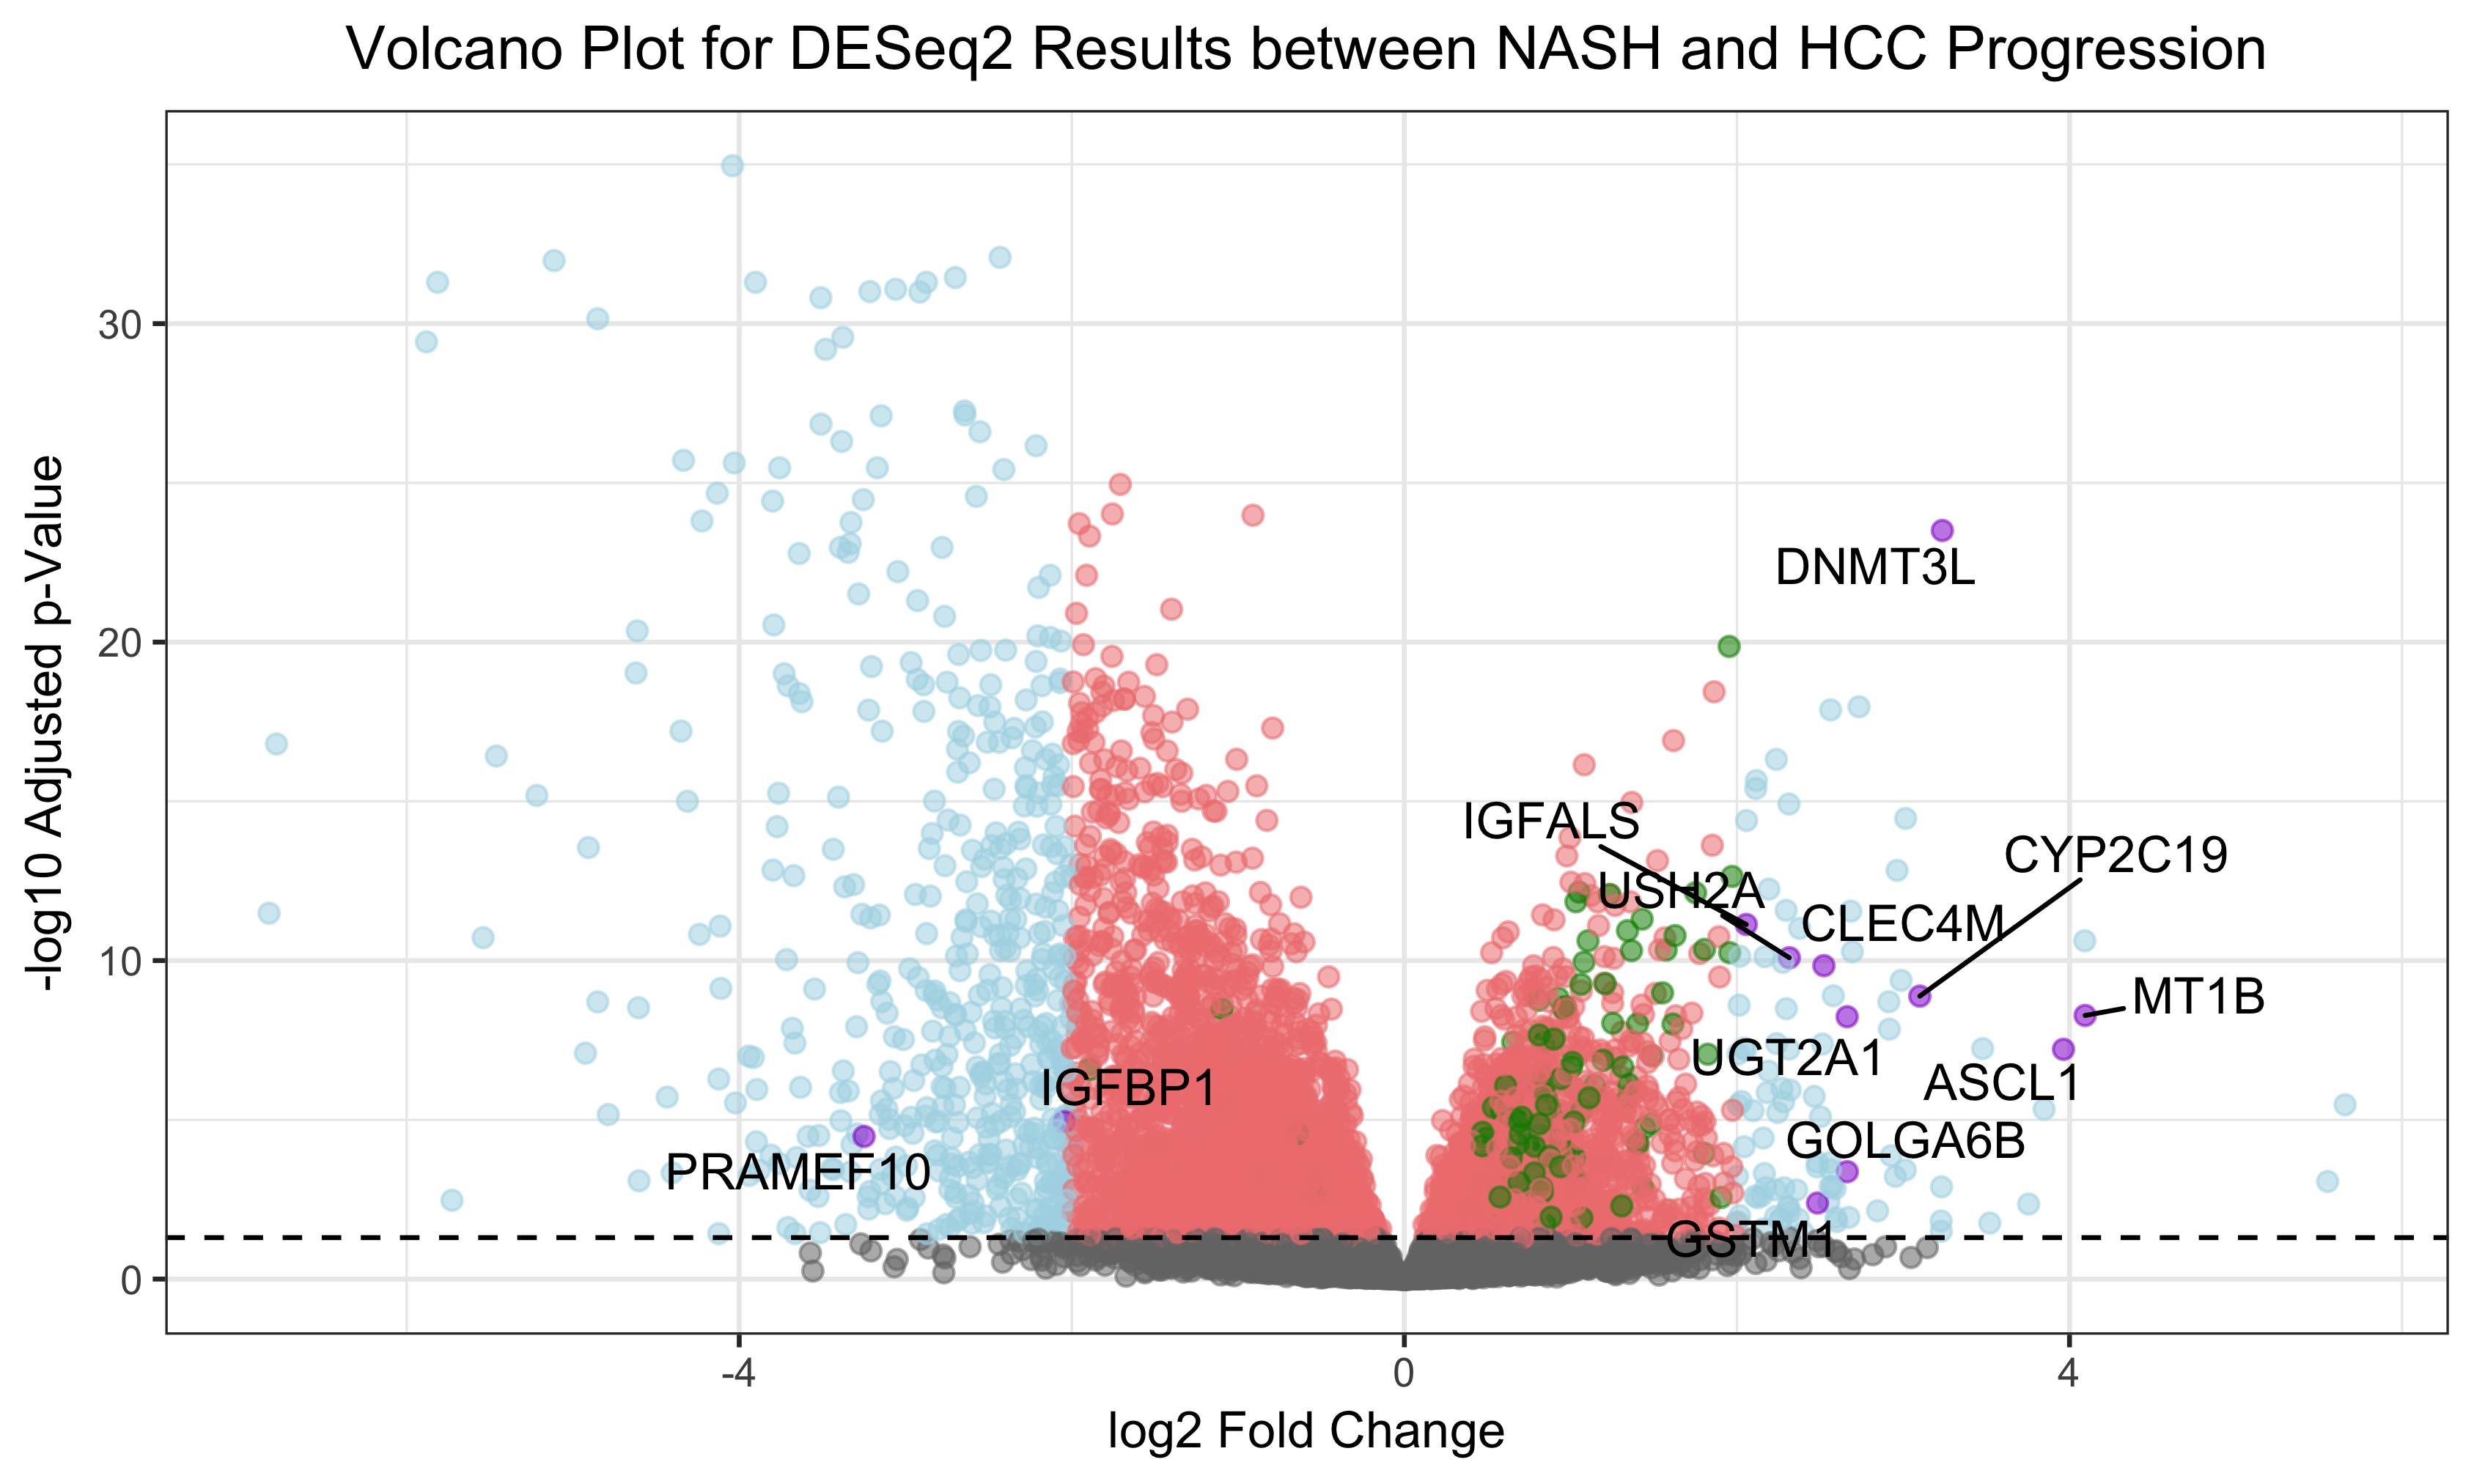 Volcano Plot for DESeq2 Results between NASH and HCC Progression
-log10 Adjusted p-Value
30
20
10
0
DNMT3L
IGFALS
CYP2C19
USH2A
CLEC4M
MT1B
UGT2A1
ASCL1
IGFBP1
GOLGA6B
PRAMEF10
GSTM1
-4
0
4
log2 Fold Change